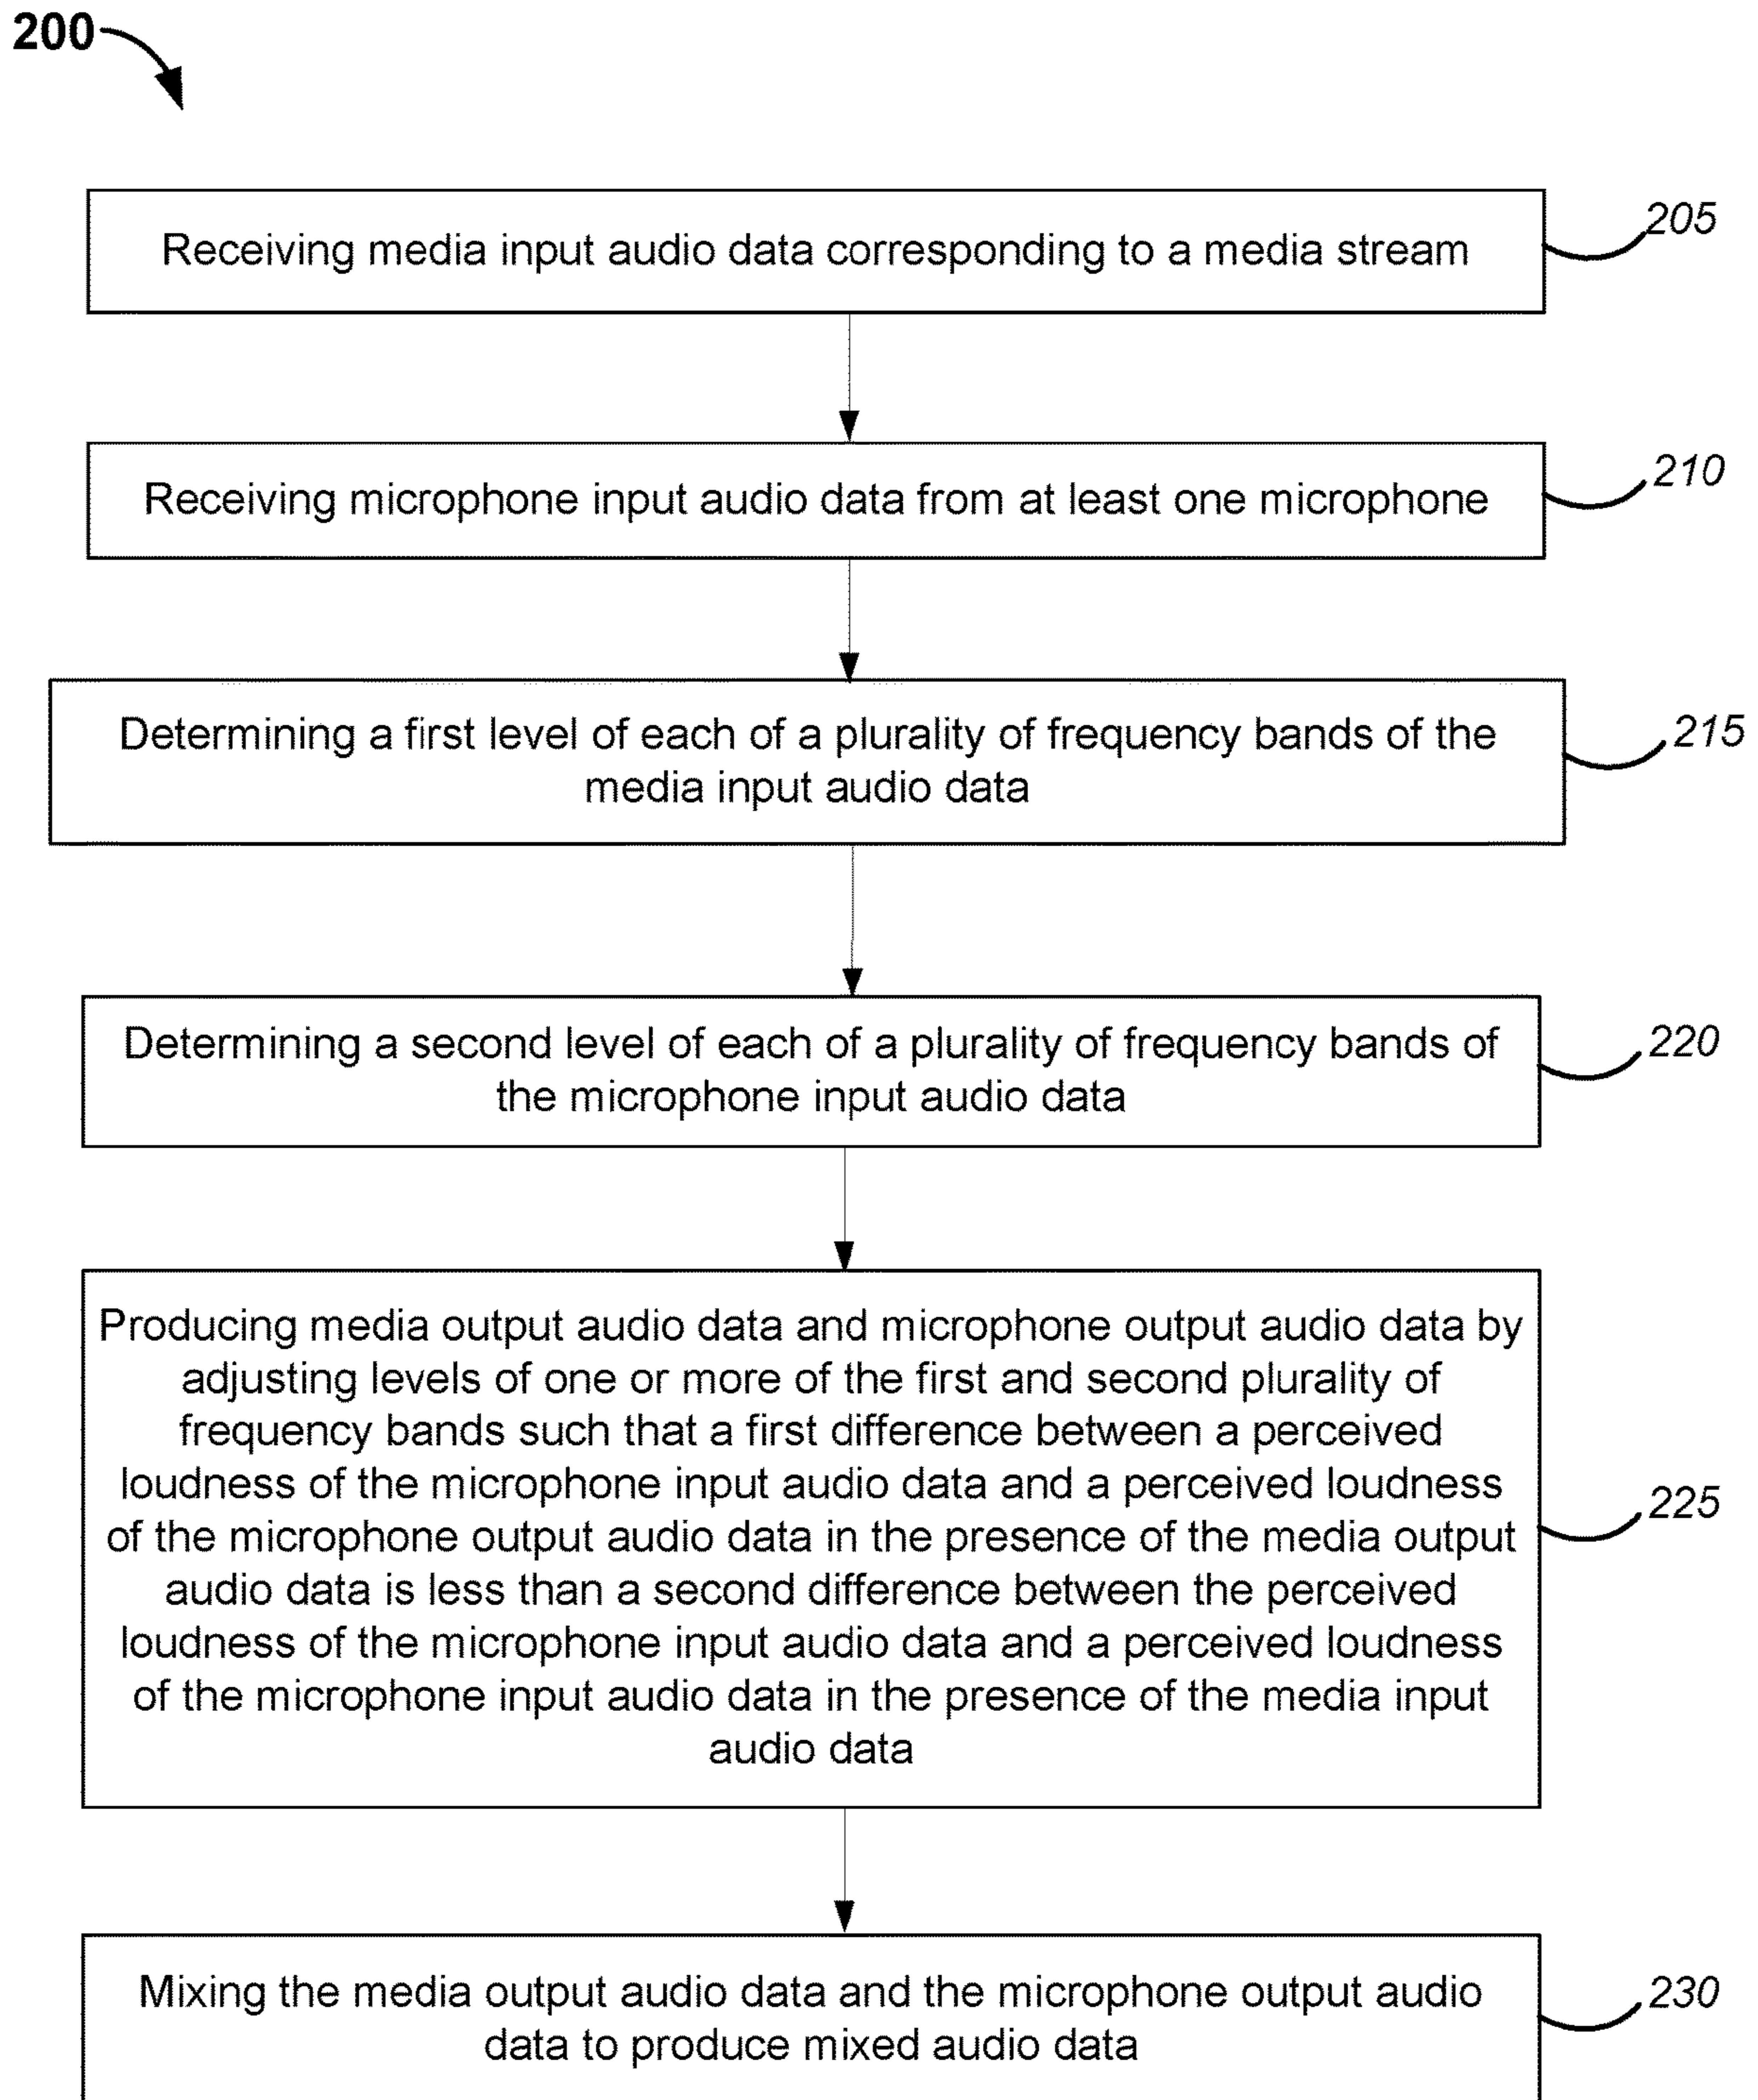 200
Receiving media input audio data corresponding to a media stream
205
Receiving microphone input audio data from at least one microphone
210
Determining a first level of each of a plurality of frequency bands of the
media input audio data
215
Determining a second level of each of a plurality of frequency bands of
the microphone input audio data
220
Producing media output audio data and microphone output audio data by
adjusting levels of one or more of the first and second plurality of
frequency bands such that a first difference between a perceived
loudness of the microphone input audio data and a perceived loudness
of the microphone output audio data in the presence of the media output
audio data is less than a second difference between the perceived
loudness of the microphone input audio data and a perceived loudness
of the microphone input audio data in the presence of the media input
audio data
225
Mixing the media output audio data and the microphone output audio
data to produce mixed audio data
230